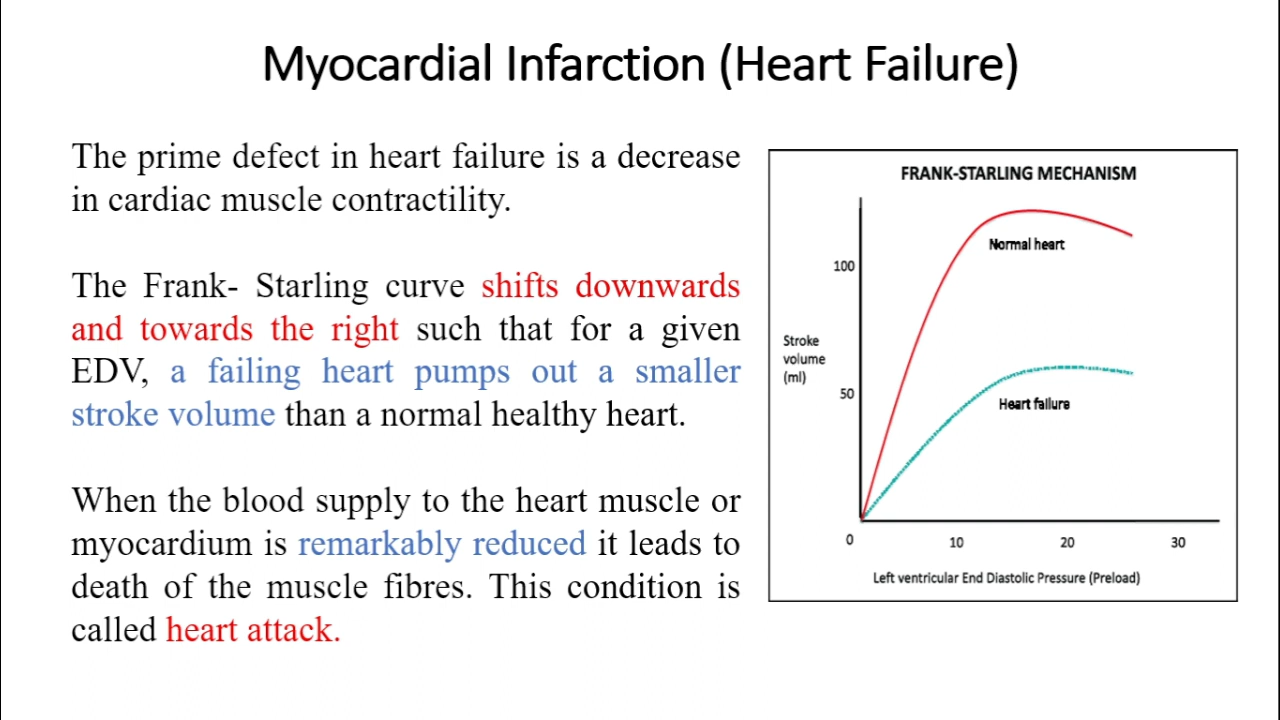 Myocardial Infarction (Heart Failure)
The prime defect in heart failure is a decrease
in cardiac muscle contractility.
The Frank- Starling curve shifts downwards
and towards the right such that for a given
EDV, a failing heart pumps out a smaller
stroke volume than a normal healthy heart.
When the blood supply to the heart muscle or
myocardium is remarkably reduced it leads to
death of the muscle fibres. This condition is
called heart attack.
FRANK-STARLING MECHANISM
Normal heart
100
Stroke
volume
(ml)
50
Heart failure
0 10 20 30
Left ventricular End Diastolic Pressure (Preload)